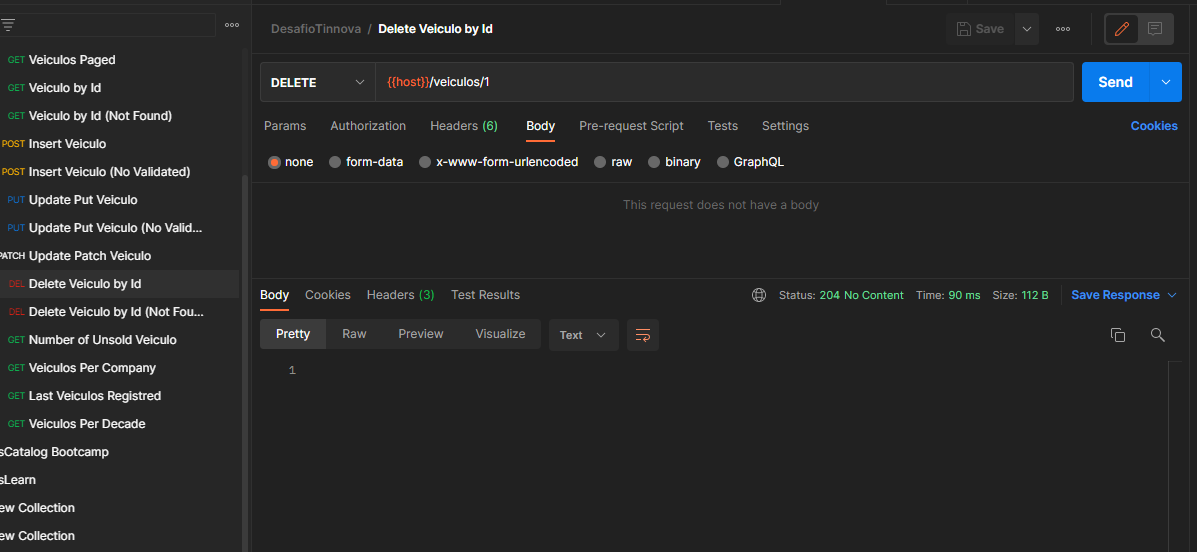 DesafioTinnova / Delete Veiculo by Id
Save
DELETE {{host}}/veiculos/1 Send
Params Authorization Headers (6) Body Pre-request Script Tests Settings Cookies
none form-data x-www-form-urlencoded raw binary GraphQL
This request does not have a body
Body Cookies Headers (3) Test Results Status: 204 No Content Time: 90 ms Size: 112 B Save Response
Pretty Raw Preview Visualize Text
1
GET Veiculos Paged
GET Veiculo by Id
GET Veiculo by Id (Not Found)
POST Insert Veiculo
POST Insert Veiculo (No Validated)
PUT Update Put Veiculo
PUT Update Put Veiculo (No Valid...
PATCH Update Patch Veiculo
DEL Delete Veiculo by Id
DEL Delete Veiculo by Id (Not Fou...
GET Number of Unsold Veiculo
GET Veiculos Per Company
GET Last Veiculos Registred
GET Veiculos Per Decade
sCatalog Bootcamp
sLearn
ew Collection
ew Collection